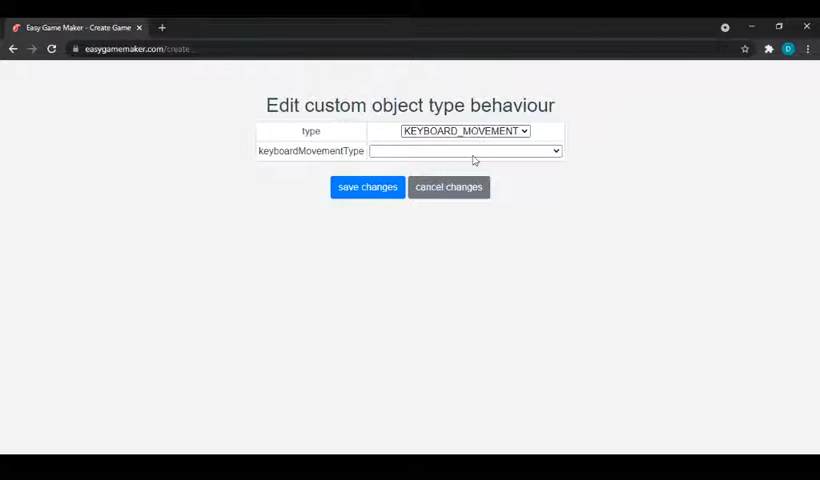 Easy Game Maker - Create Game
easygamemaker.com/create
D
Edit custom object type behaviour
type KEYBOARD_MOVEMENT
keyboardMovementType
save changes cancel changes